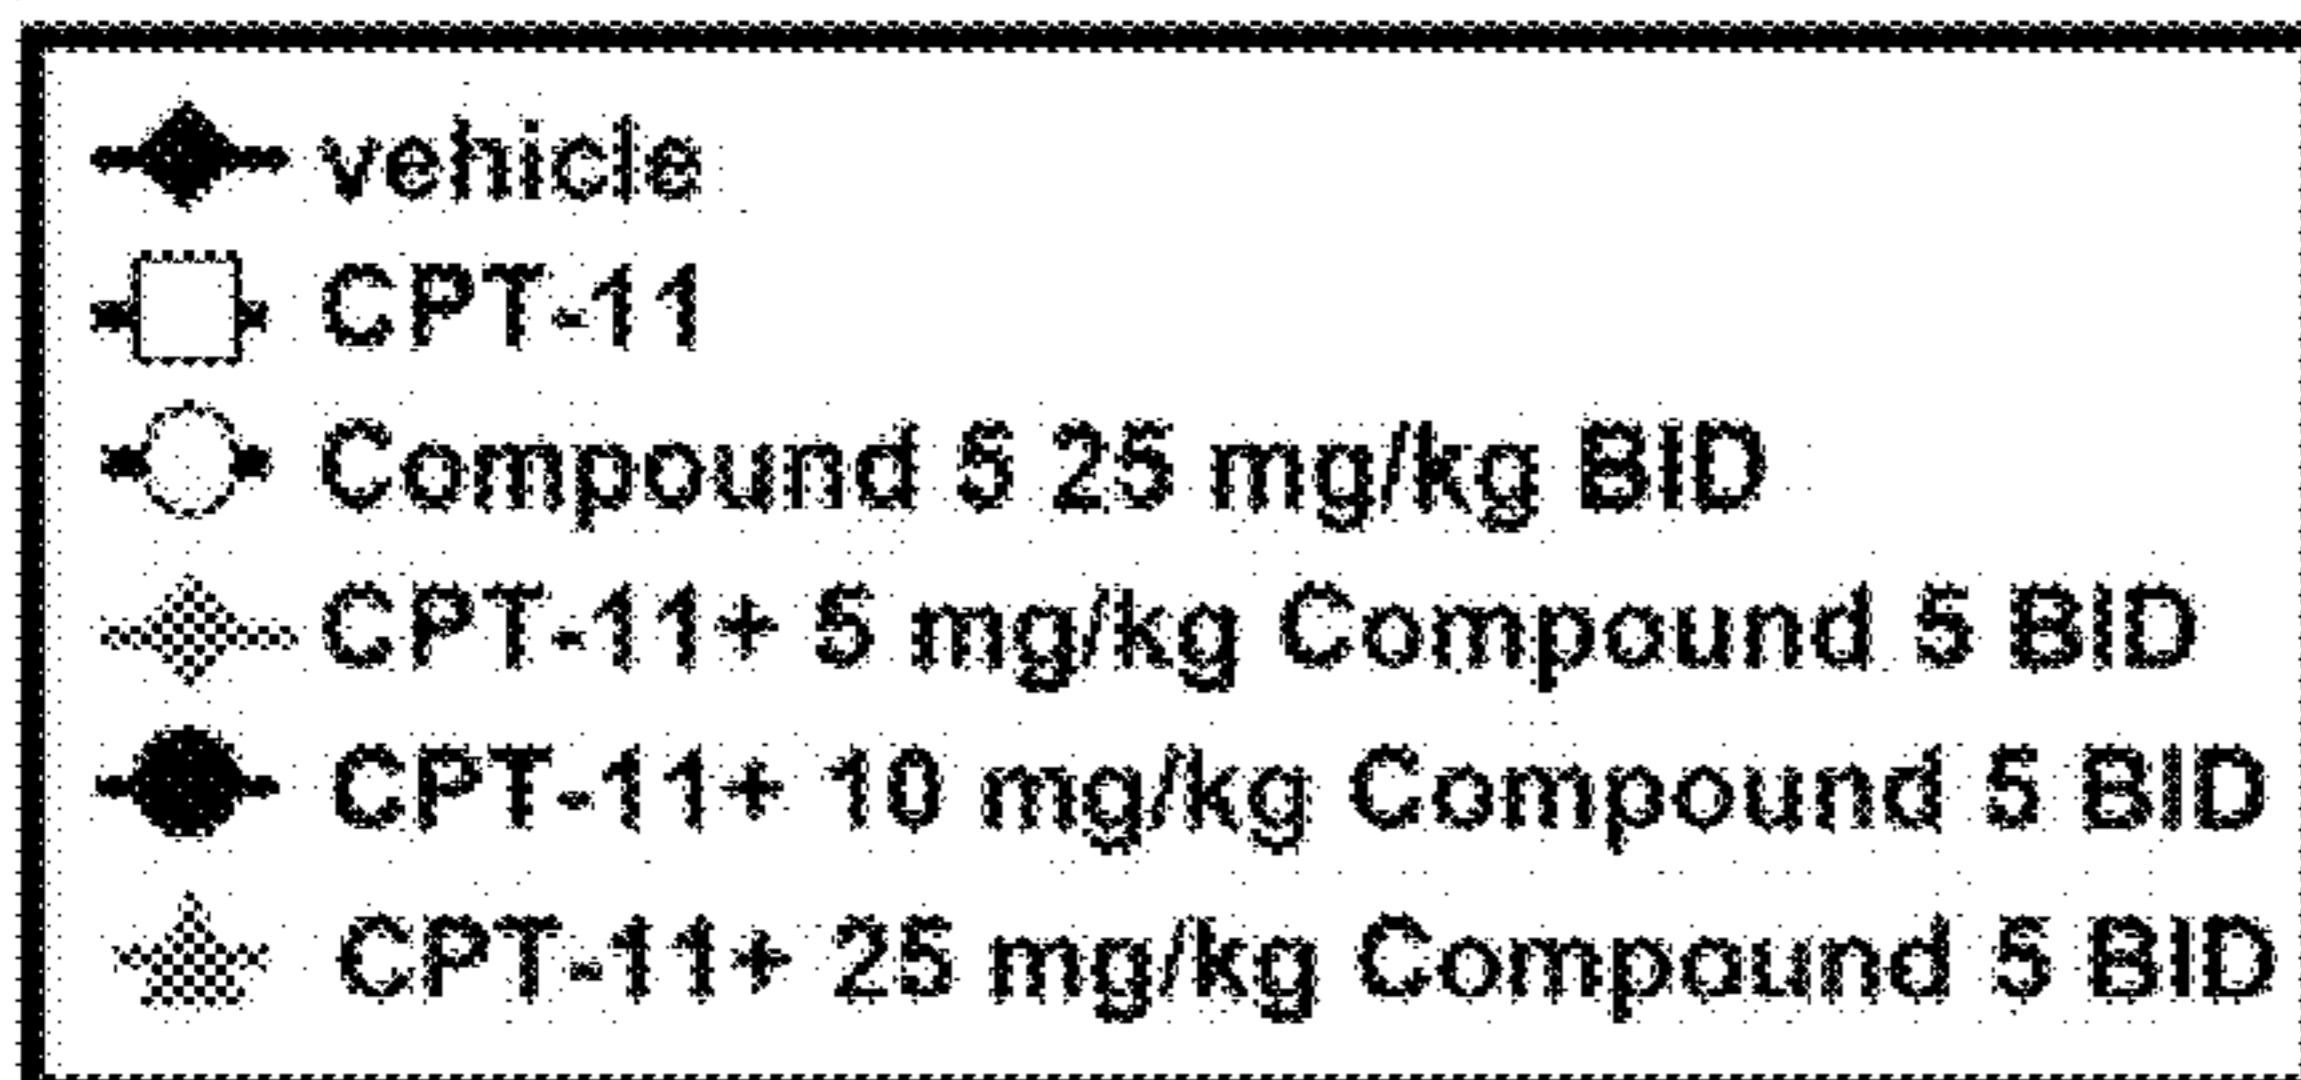 vehicle
CPT-11
Compound 5 25 mg/kg BID
CPT-11+ 5 mg/kg Compound 5 BID
CPT-11+ 10 mg/kg Compound 5 BID
CPT-11+ 25 mg/kg Compound 5 BID